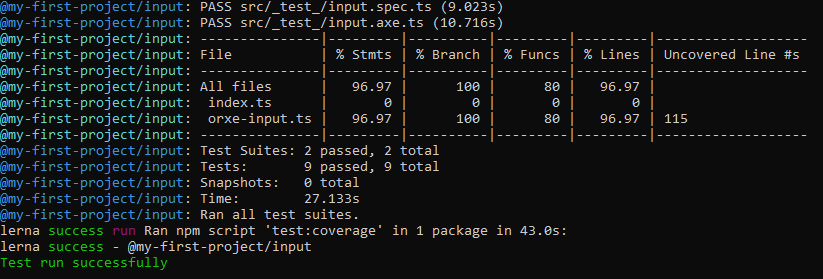 @my-first-project/input: PASS src/_test_/input.spec.ts (9.023s)
@my-first-project/input: PASS src/_test_/input.axe.ts (10.716s)
@my-first-project/input: ---------------|----------|----------|----------|----------|-------------------
@my-first-project/input: File           | % Stmts | % Branch | % Funcs | % Lines | Uncovered Line #s
@my-first-project/input: ---------------|----------|----------|----------|----------|-------------------
@my-first-project/input: All files      | 96.97 | 100 | 80 | 96.97 |
@my-first-project/input:  index.ts      | 0 | 0 | 0 | 0 |
@my-first-project/input:  orxe-input.ts | 96.97 | 100 | 80 | 96.97 | 115
@my-first-project/input: ---------------|----------|----------|----------|----------|-------------------
@my-first-project/input: Test Suites: 2 passed, 2 total
@my-first-project/input: Tests:       9 passed, 9 total
@my-first-project/input: Snapshots:   0 total
@my-first-project/input: Time:        27.133s
@my-first-project/input: Ran all test suites.
lerna success run Ran npm script 'test:coverage' in 1 package in 43.0s:
lerna success - @my-first-project/input
Test run successfully